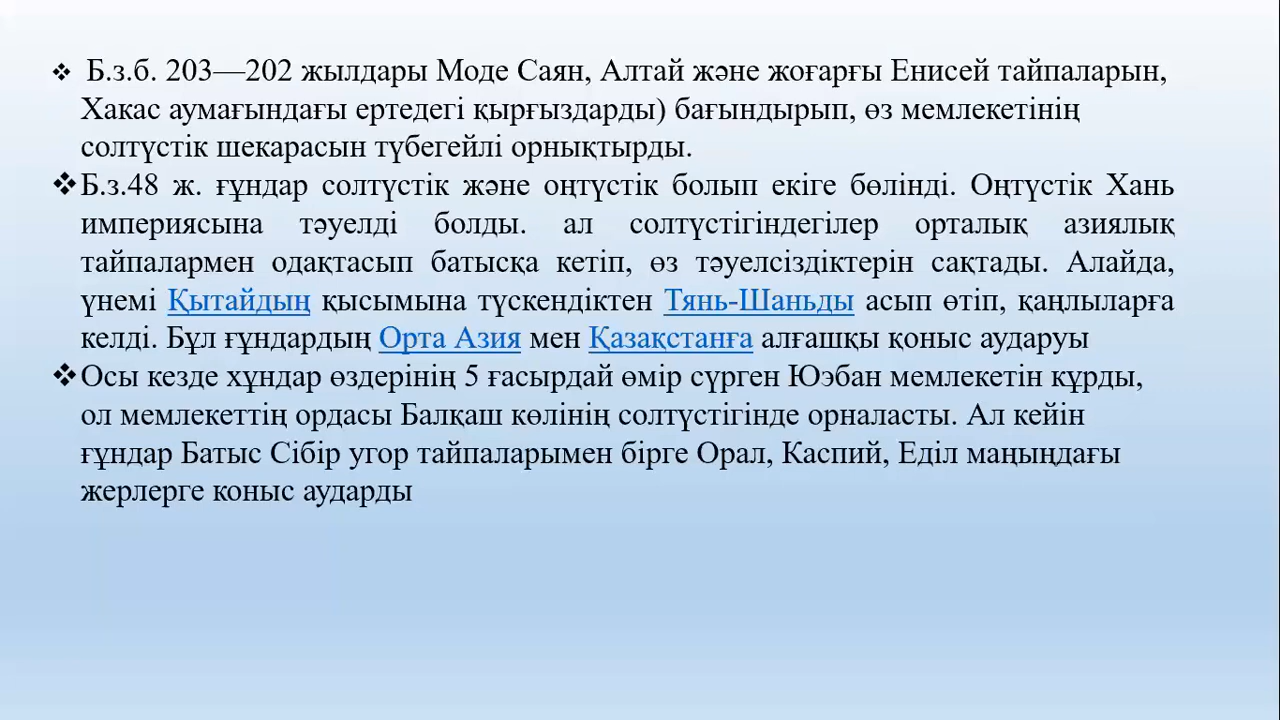 ❖ Б.з.б. 203—202 жылдары Моде Саян, Алтай және жоғарғы Енисей тайпаларын,
Хакас аумағындағы ертедегі қырғыздарды) бағындырып, өз мемлекетінің
солтүстік шекарасын түбегейлі орнықтырды.
❖Б.з.48 ж. ғұндар солтүстік және оңтүстік болып екіге бөлінді. Оңтүстік Хань
империясына тәуелді болды. ал солтүстігіндегілер орталық азиялық
тайпалармен одақтасып батысқа кетіп, өз тәуелсіздіктерін сақтады. Алайда,
үнемі Қытайдың қысымына түскендіктен Тянь-Шаньды асып өтіп, қаңлыларға
келді. Бұл ғұндардың Орта Азия мен Қазақстанға алғашқы қоныс аударуы
❖Осы кезде хұндар өздерінің 5 ғасырдай өмір сүрген Юэбан мемлекетін құрды,
ол мемлекеттің ордасы Балқаш көлінің солтүстігінде орналасты. Ал кейін
ғұндар Батыс Сібір угор тайпаларымен бірге Орал, Каспий, Еділ маңыңдағы
жерлерге коныс аударды